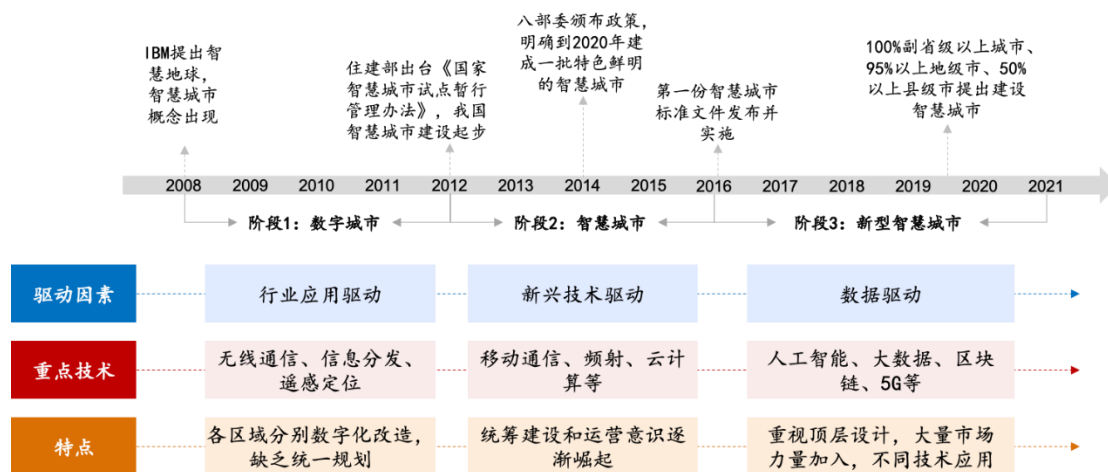 IBM提出智
慧地球，
智慧城市
概念出现
住建部出台《国家
智慧城市试点暂行
管理办法》，我国
智慧城市建设起步
八部委颁布政策，
明确到2020年建
成一批特色鲜明
的智慧城市
第一份智慧城市
标准文件发布并
实施
100%副省级以上城市、
95%以上地级市、50%
以上县级市提出建设
智慧城市
2008 2009 2010 2011 2012 2013 2014 2015 2016 2017 2018 2019 2020 2021
阶段1：数字城市 阶段2：智慧城市 阶段3：新型智慧城市
驱动因素 行业应用驱动 新兴技术驱动 数据驱动
重点技术
无线通信、信息分发、
遥感定位
移动通信、频射、云计
算等
人工智能、大数据、区块
链、5G等
特点
各区域分别数字化改造，
缺乏统一规划
统筹建设和运营意识逐
渐崛起
重视顶层设计，大量市场
力量加入，不同技术应用